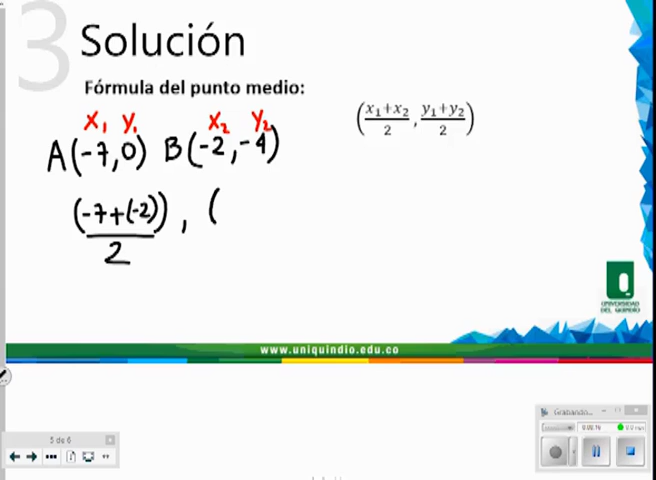 3 Solución
Fórmula del punto medio:
(x₁+x₂/2 , y₁+y₂/2)
x₁ y₁ x₂ y₂
A(-7,0) B(-2,-4)
(-7+(-2))/2 , (
UNIVERSIDAD
DEL QUINDÍO
www.uniquindio.edu.co
Grabando...
5 de 6